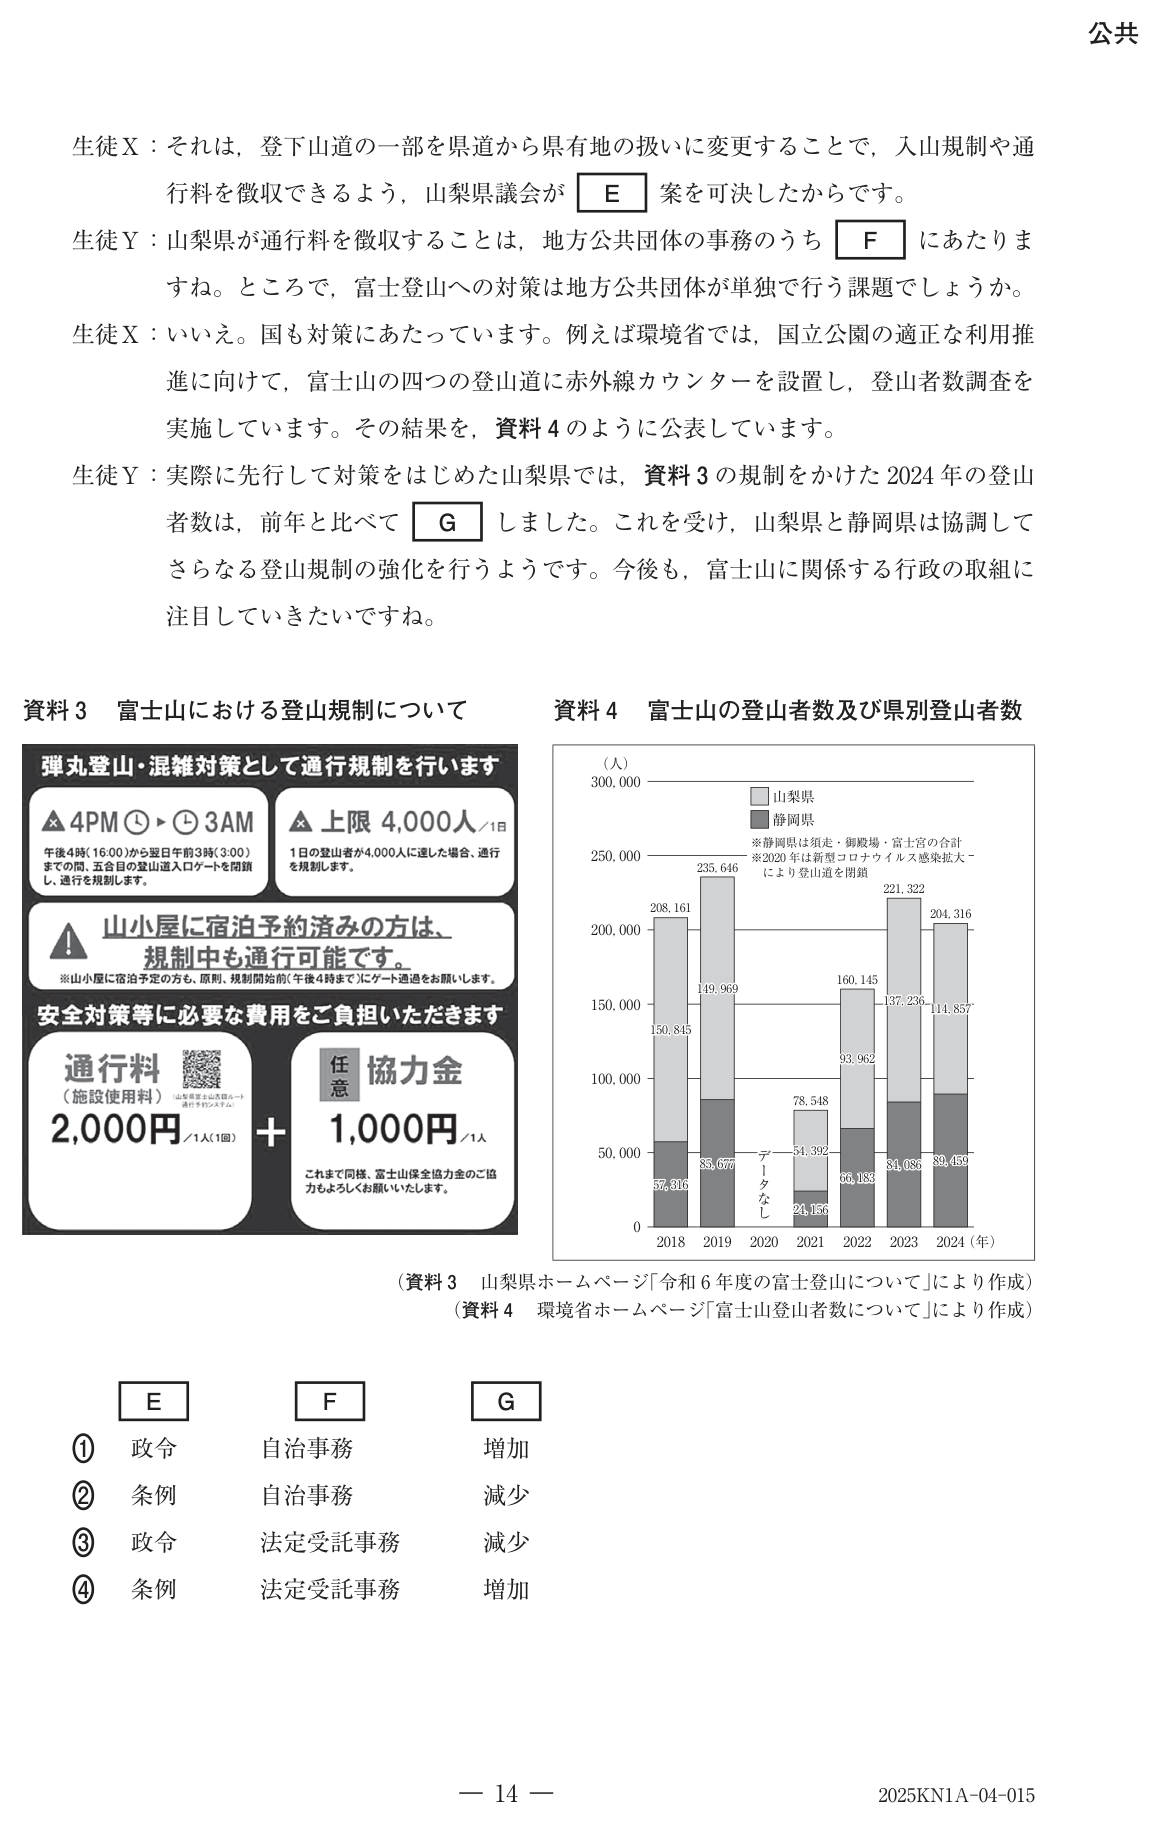 公共
生徒X：それは，登下山道の一部を県道から県有地の扱いに変更することで，入山規制や通
行料を徴収できるよう，山梨県議会が E 案を可決したからです。
生徒Y：山梨県が通行料を徴収することは，地方公共団体の事務のうち F にあたりま
すね。ところで，富士登山への対策は地方公共団体が単独で行う課題でしょうか。
生徒X：いいえ。国も対策にあたっています。例えば環境省では，国立公園の適正な利用推
進に向けて，富士山の四つの登山道に赤外線カウンターを設置し，登山者数調査を
実施しています。その結果を，資料4のように公表しています。
生徒Y：実際に先行して対策をはじめた山梨県では，資料3の規制をかけた2024年の登山
者数は，前年と比べて G しました。これを受け，山梨県と静岡県は協調して
さらなる登山規制の強化を行うようです。今後も，富士山に関係する行政の取組に
注目していきたいですね。
資料3　富士山における登山規制について
弾丸登山・混雑対策として通行規制を行います
4PM ▸ 3AM
午後4時(16:00)から翌日午前3時(3:00)
までの間、五合目の登山道入口ゲートを閉鎖
し、通行を規制します。
上限 4,000人／1日
1日の登山者が4,000人に達した場合、通行
を規制します。
山小屋に宿泊予約済みの方は、
規制中も通行可能です。
※山小屋に宿泊予定の方も、原則、規制開始前(午後4時まで)にゲート通過をお願いします。
安全対策等に必要な費用をご負担いただきます
通行料
（施設使用料）
(山梨県富士山吉田ルート
通行予約システム)
2,000円／1人(1回)
＋
任意 協力金
1,000円／1人
これまで同様、富士山保全協力金のご協
力もよろしくお願いいたします。
資料4　富士山の登山者数及び県別登山者数
（人）
300,000
250,000
200,000
150,000
100,000
50,000
0
山梨県
静岡県
※静岡県は須走・御殿場・富士宮の合計
※2020年は新型コロナウイルス感染拡大
により登山道を閉鎖
208,161
150,845
57,316
235,646
149,969
85,677
データなし
78,548
54,392
24,156
160,145
93,962
66,183
221,322
137,236
84,086
204,316
114,857
89,459
2018 2019 2020 2021 2022 2023 2024（年）
（資料3　山梨県ホームページ「令和6年度の富士登山について」により作成）
（資料4　環境省ホームページ「富士山登山者数について」により作成）
E F G
① 政令 自治事務 増加
② 条例 自治事務 減少
③ 政令 法定受託事務 減少
④ 条例 法定受託事務 増加
— 14 —
2025KN1A-04-015